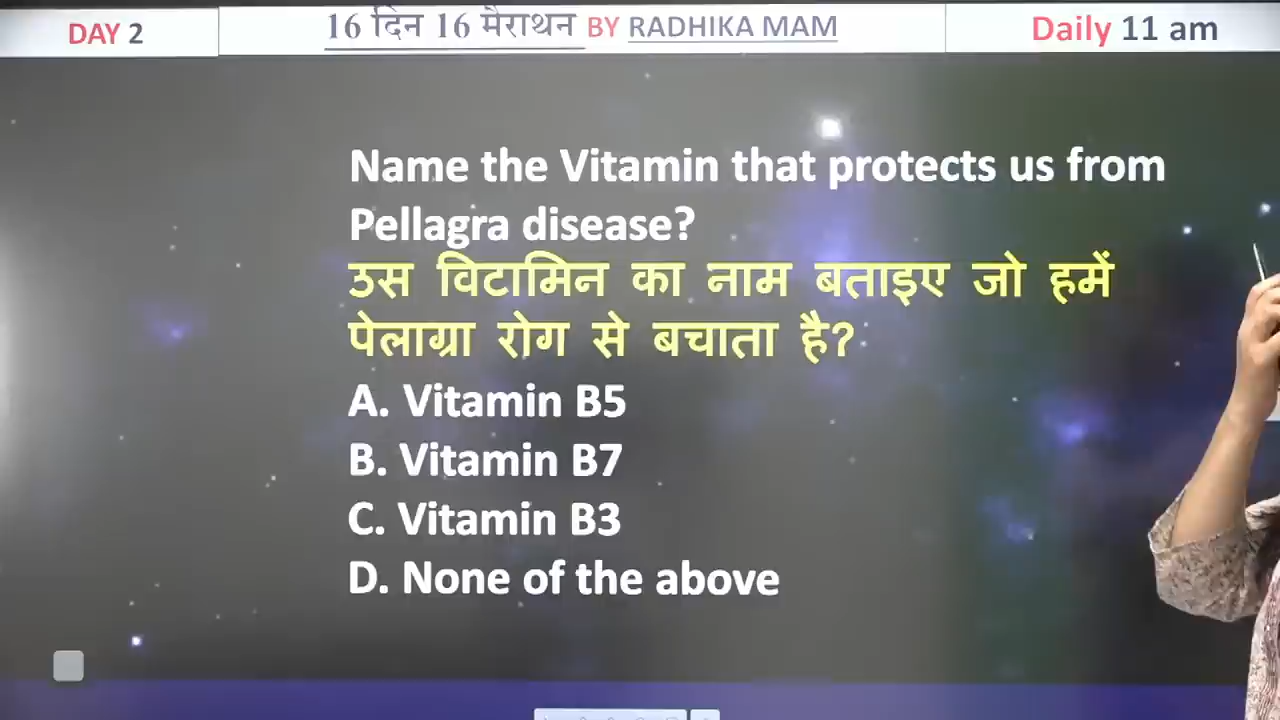 DAY 2
16 दिन 16 मैराथन BY RADHIKA MAM
Daily 11 am
Name the Vitamin that protects us from
Pellagra disease?
उस विटामिन का नाम बताइए जो हमें
पेलाग्रा रोग से बचाता है?
A. Vitamin B5
B. Vitamin B7
C. Vitamin B3
D. None of the above